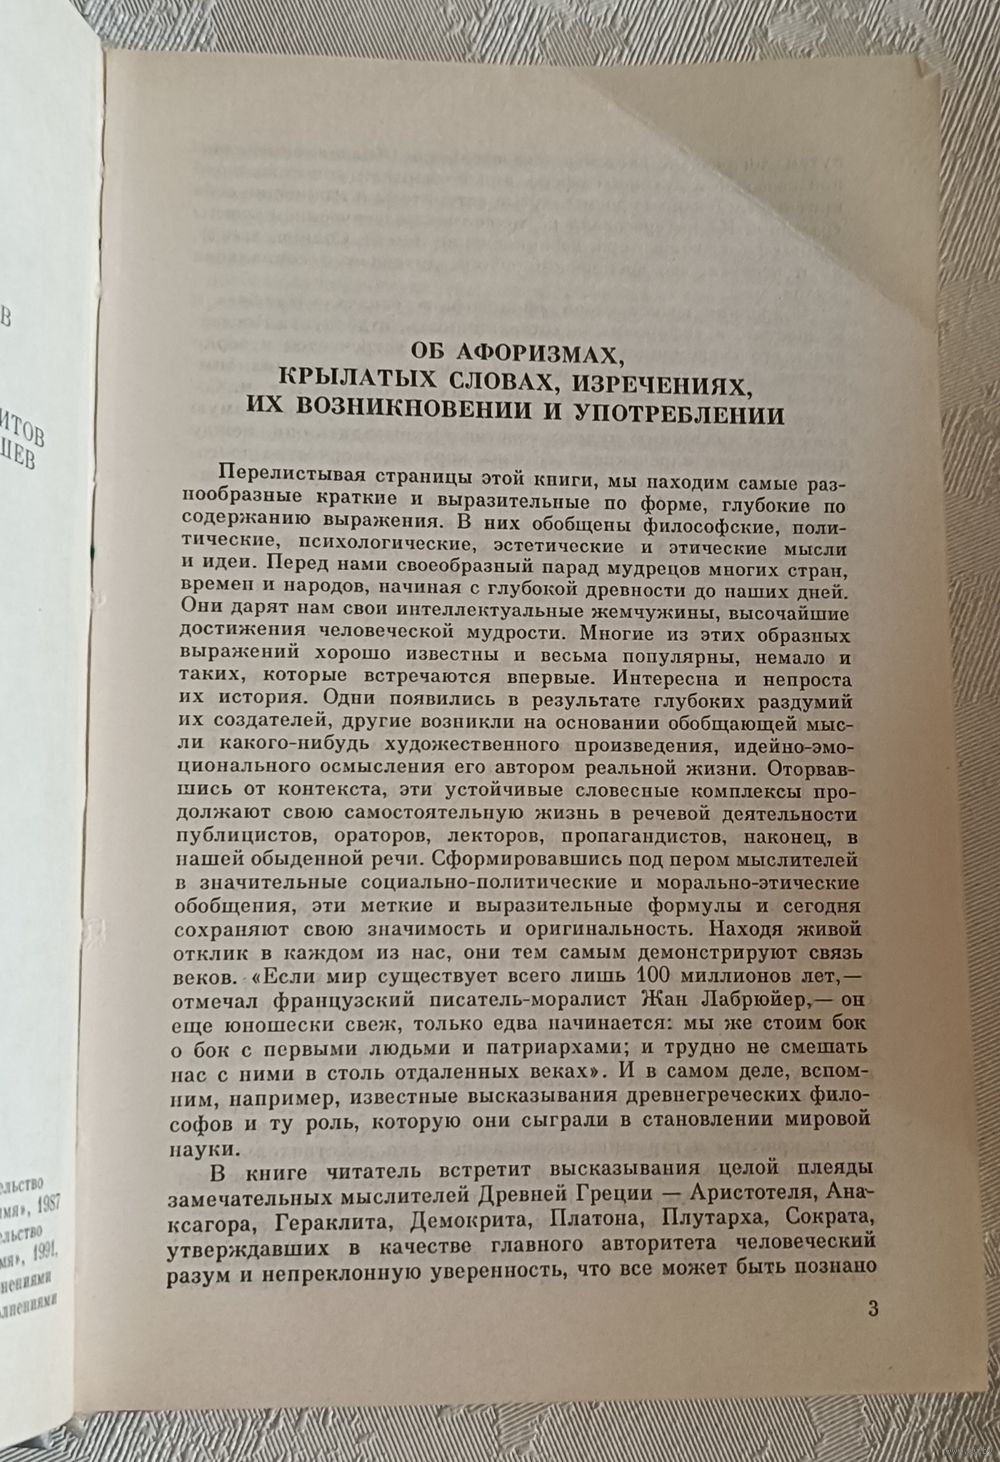 В
ИТОВ
ШЕВ
ельство
мя», 1987
ельство
мя», 1991,
нениями
олнениями
ОБ АФОРИЗМАХ,
КРЫЛАТЫХ СЛОВАХ, ИЗРЕЧЕНИЯХ,
ИХ ВОЗНИКНОВЕНИИ И УПОТРЕБЛЕНИИ
Перелистывая страницы этой книги, мы находим самые раз-
нообразные краткие и выразительные по форме, глубокие по
содержанию выражения. В них обобщены философские, поли-
тические, психологические, эстетические и этические мысли
и идеи. Перед нами своеобразный парад мудрецов многих стран,
времен и народов, начиная с глубокой древности до наших дней.
Они дарят нам свои интеллектуальные жемчужины, высочайшие
достижения человеческой мудрости. Многие из этих образных
выражений хорошо известны и весьма популярны, немало и
таких, которые встречаются впервые. Интересна и непроста
их история. Одни появились в результате глубоких раздумий
их создателей, другие возникли на основании обобщающей мыс-
ли какого-нибудь художественного произведения, идейно-эмо-
ционального осмысления его автором реальной жизни. Оторвав-
шись от контекста, эти устойчивые словесные комплексы про-
должают свою самостоятельную жизнь в речевой деятельности
публицистов, ораторов, лекторов, пропагандистов, наконец, в
нашей обыденной речи. Сформировавшись под пером мыслителей
в значительные социально-политические и морально-этические
обобщения, эти меткие и выразительные формулы и сегодня
сохраняют свою значимость и оригинальность. Находя живой
отклик в каждом из нас, они тем самым демонстрируют связь
веков. «Если мир существует всего лишь 100 миллионов лет,—
отмечал французский писатель-моралист Жан Лабрюйер,— он
еще юношески свеж, только едва начинается: мы же стоим бок
о бок с первыми людьми и патриархами; и трудно не смешать
нас с ними в столь отдаленных веках». И в самом деле, вспом-
ним, например, известные высказывания древнегреческих фило-
софов и ту роль, которую они сыграли в становлении мировой
науки.
В книге читатель встретит высказывания целой плеяды
замечательных мыслителей Древней Греции — Аристотеля, Ана-
ксагора, Гераклита, Демокрита, Платона, Плутарха, Сократа,
утверждавших в качестве главного авторитета человеческий
разум и непреклонную уверенность, что все может быть познано
3